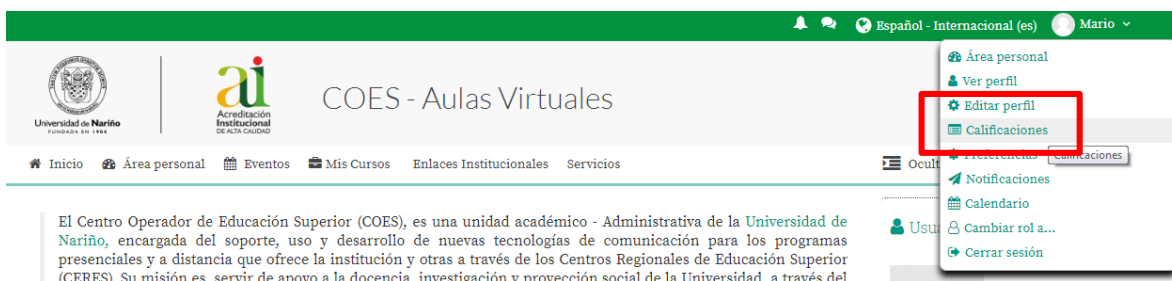 Español - Internacional (es) Mario
Universidad de Nariño
FUNDADA EN 1904
ai
Acreditación
Institucional
DE ALTA CALIDAD
COES - Aulas Virtuales
Inicio Área personal Eventos Mis Cursos Enlaces Institucionales Servicios
Ocult
Área personal
Ver perfil
Editar perfil
Calificaciones
Preferencias
Calificaciones
Notificaciones
Calendario
Cambiar rol a...
Cerrar sesión
El Centro Operador de Educación Superior (COES), es una unidad académico - Administrativa de la Universidad de
Nariño, encargada del soporte, uso y desarrollo de nuevas tecnologías de comunicación para los programas
presenciales y a distancia que ofrece la institución y otras a través de los Centros Regionales de Educación Superior
(CERES). Su misión es servir de apoyo a la docencia, investigación y proyección social de la Universidad, a través del
Usua